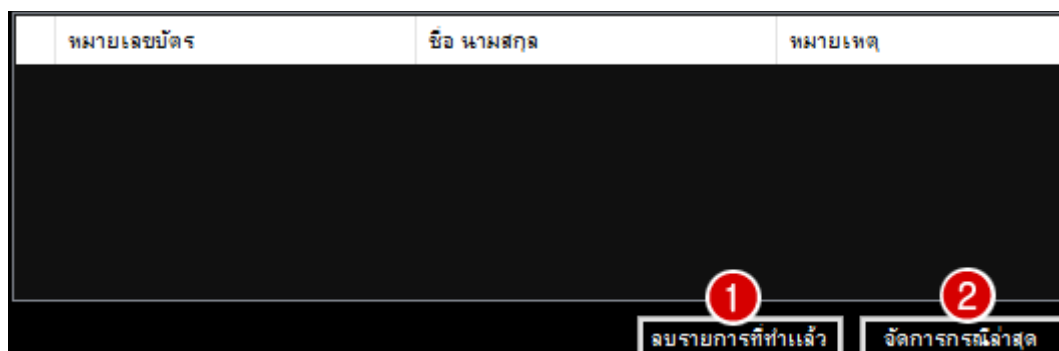 หมายเลขบัตร ชื่อ นามสกุล หมายเหตุ
1 2
ลบรายการที่ทำแล้ว จัดการกรณีล่าสุด